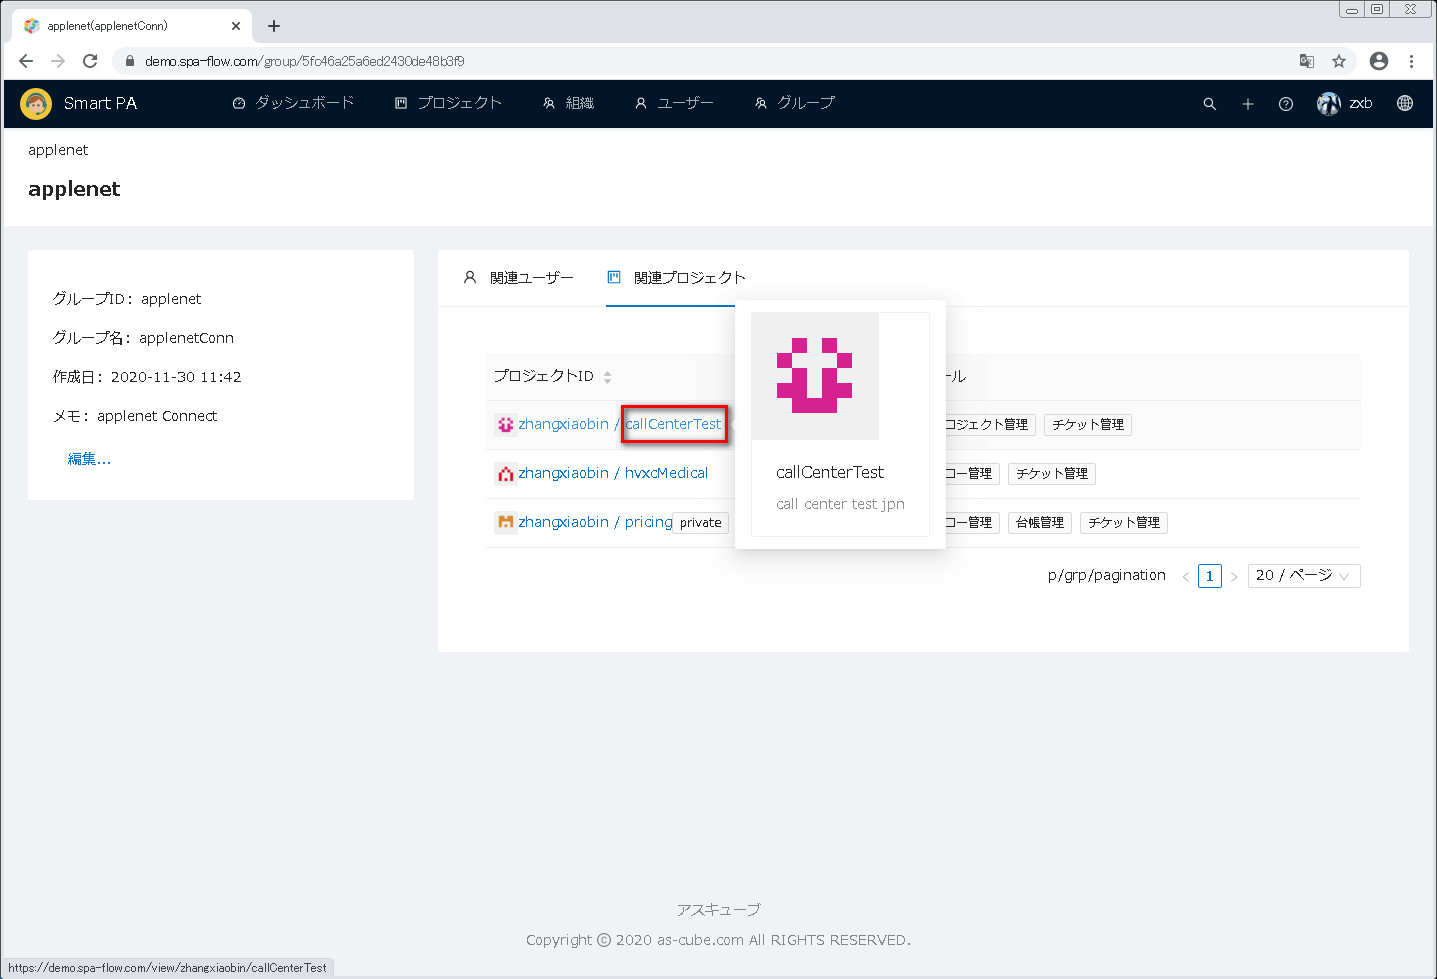 applenet(applenetConn)
demo.spa-flow.com/group/5fc46a25a6ed2430de48b3f9
Smart PA
ダッシュボード
プロジェクト
組織
ユーザー
グループ
zxb
applenet
applenet
グループID: applenet
グループ名: applenetConn
作成日: 2020-11-30 11:42
メモ: applenet Connect
編集...
関連ユーザー
関連プロジェクト
プロジェクトID
ール
zhangxiaobin / callCenterTest
ロジェクト管理
チケット管理
zhangxiaobin / hvxcMedical
ロー管理
チケット管理
zhangxiaobin / pricing
private
ロー管理
台帳管理
チケット管理
callCenterTest
call center test jpn
p/grp/pagination
1
20 / ページ
アスキューブ
Copyright © 2020 as-cube.com All RIGHTS RESERVED.
https://demo.spa-flow.com/view/zhangxiaobin/callCenterTest